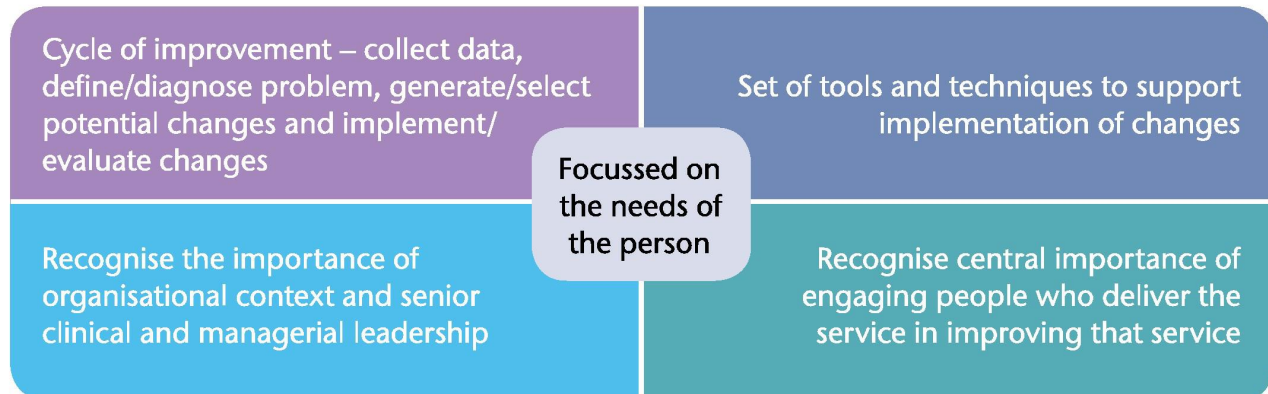 Cycle of improvement – collect data,
define/diagnose problem, generate/select
potential changes and implement/
evaluate changes
Set of tools and techniques to support
implementation of changes
Focussed on
the needs of
the person
Recognise the importance of
organisational context and senior
clinical and managerial leadership
Recognise central importance of
engaging people who deliver the
service in improving that service